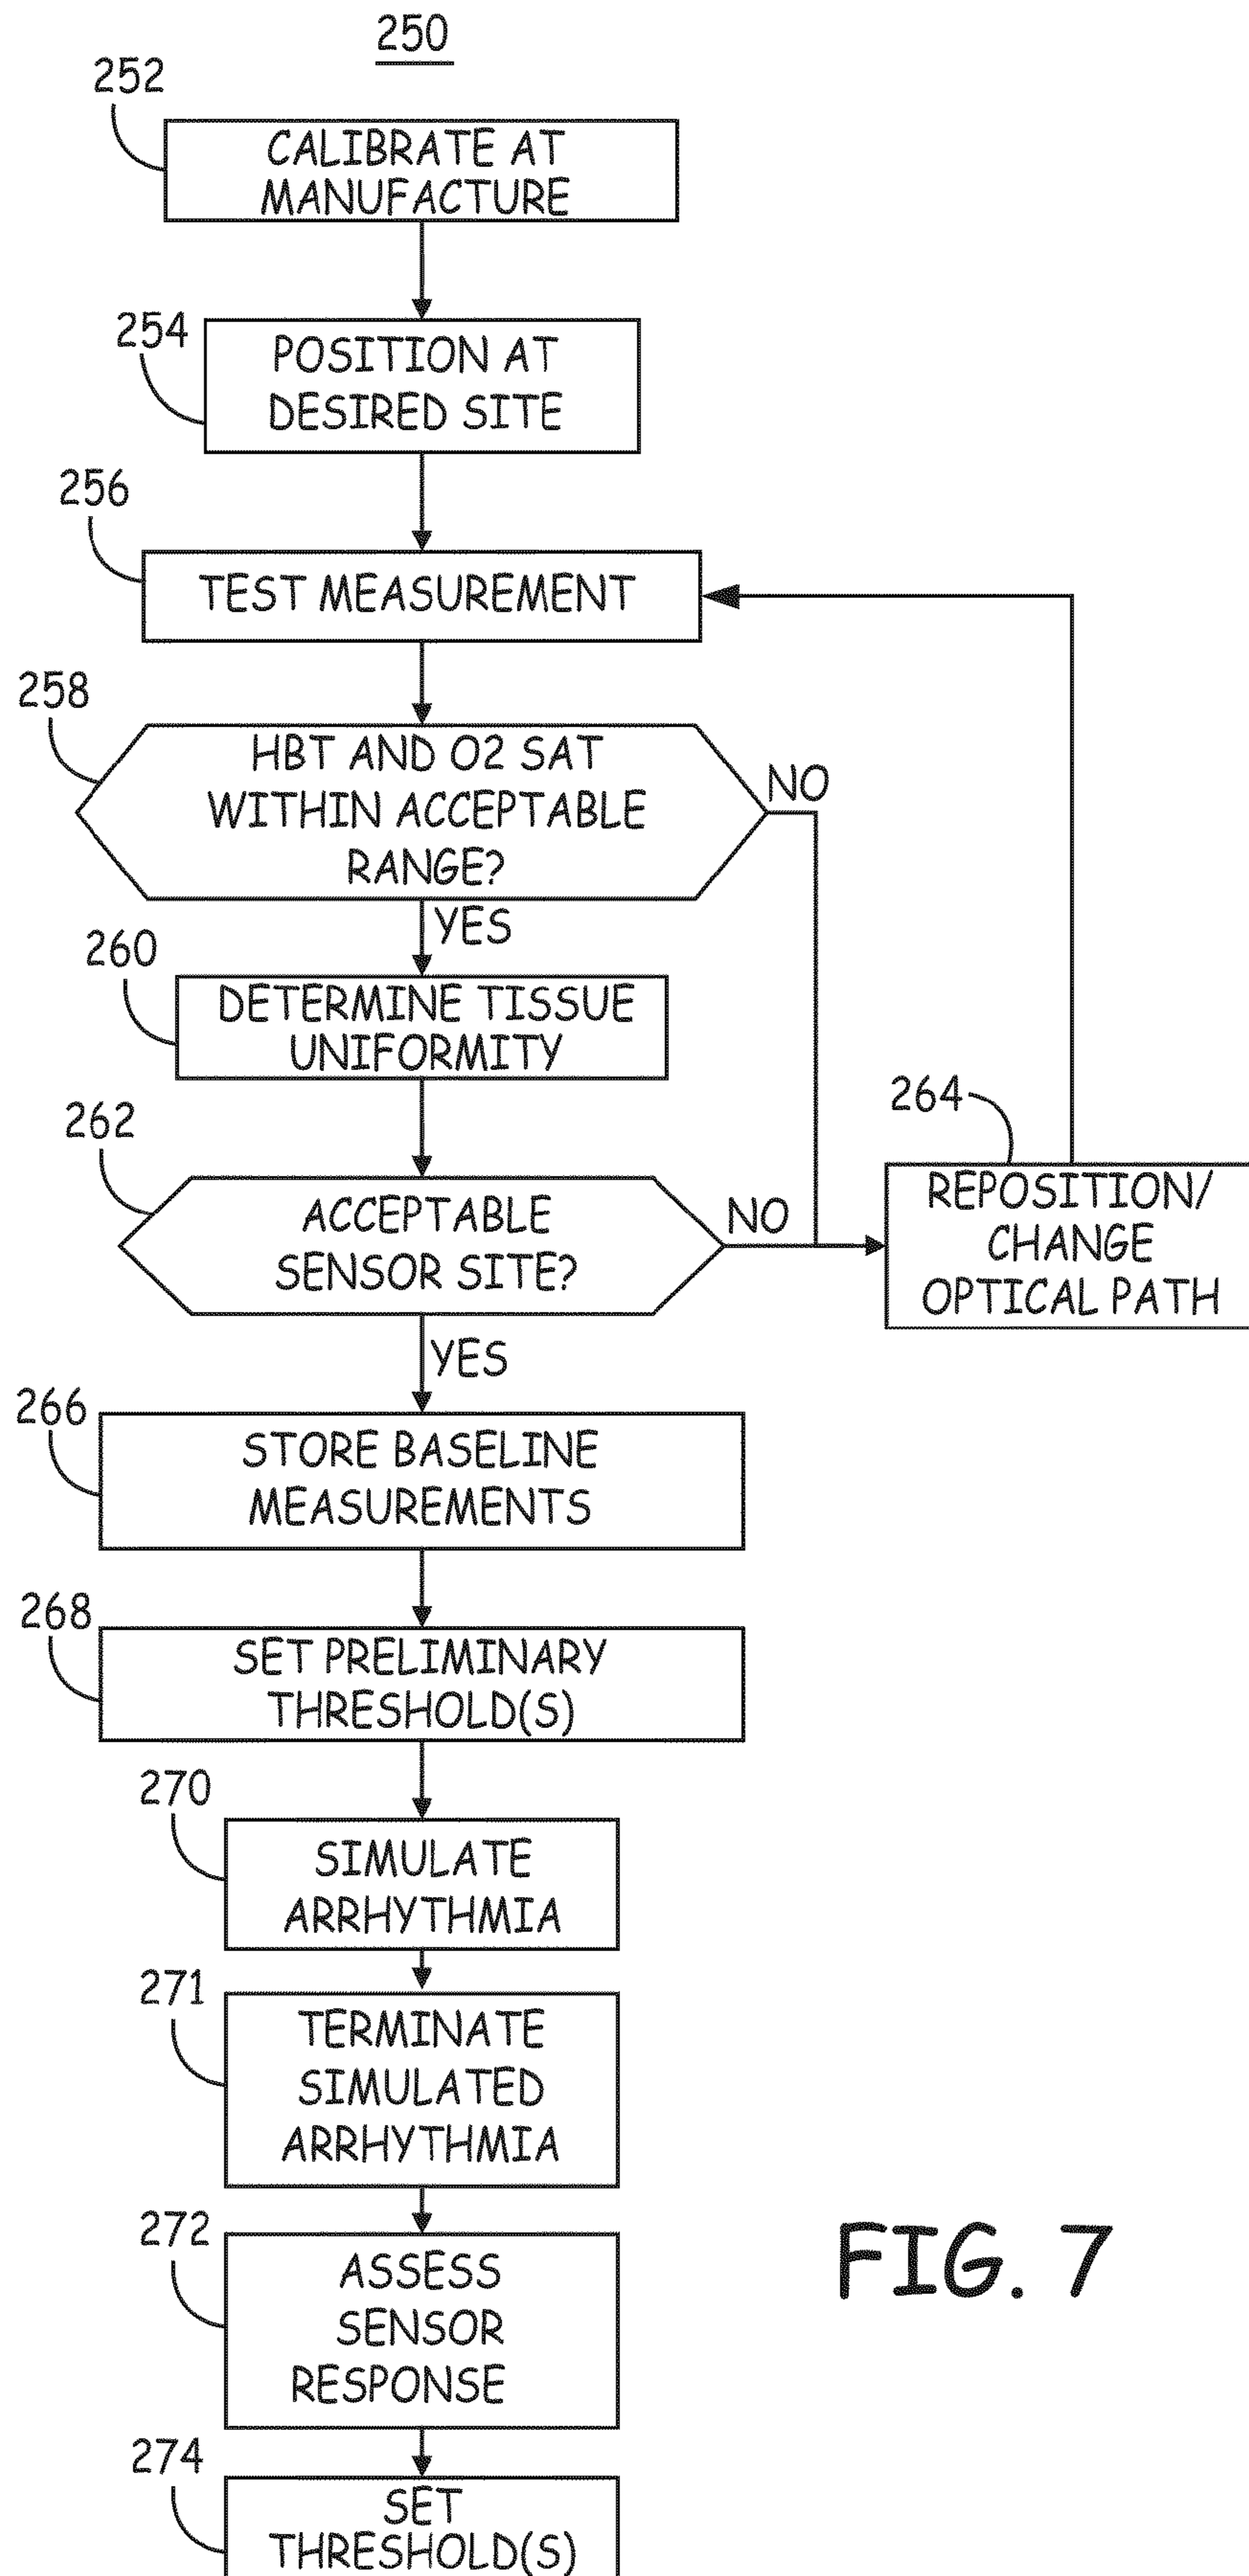 250
252
CALIBRATE AT
MANUFACTURE
254
POSITION AT
DESIRED SITE
256
TEST MEASUREMENT
258
HBT AND O2 SAT
WITHIN ACCEPTABLE
RANGE?
NO
YES
260
DETERMINE TISSUE
UNIFORMITY
262
ACCEPTABLE
SENSOR SITE?
NO
264
REPOSITION/
CHANGE
OPTICAL PATH
YES
266
STORE BASELINE
MEASUREMENTS
268
SET PRELIMINARY
THRESHOLD(S)
270
SIMULATE
ARRHYTHMIA
271
TERMINATE
SIMULATED
ARRHYTHMIA
272
ASSESS
SENSOR
RESPONSE
274
SET
THRESHOLD(S)
FIG. 7